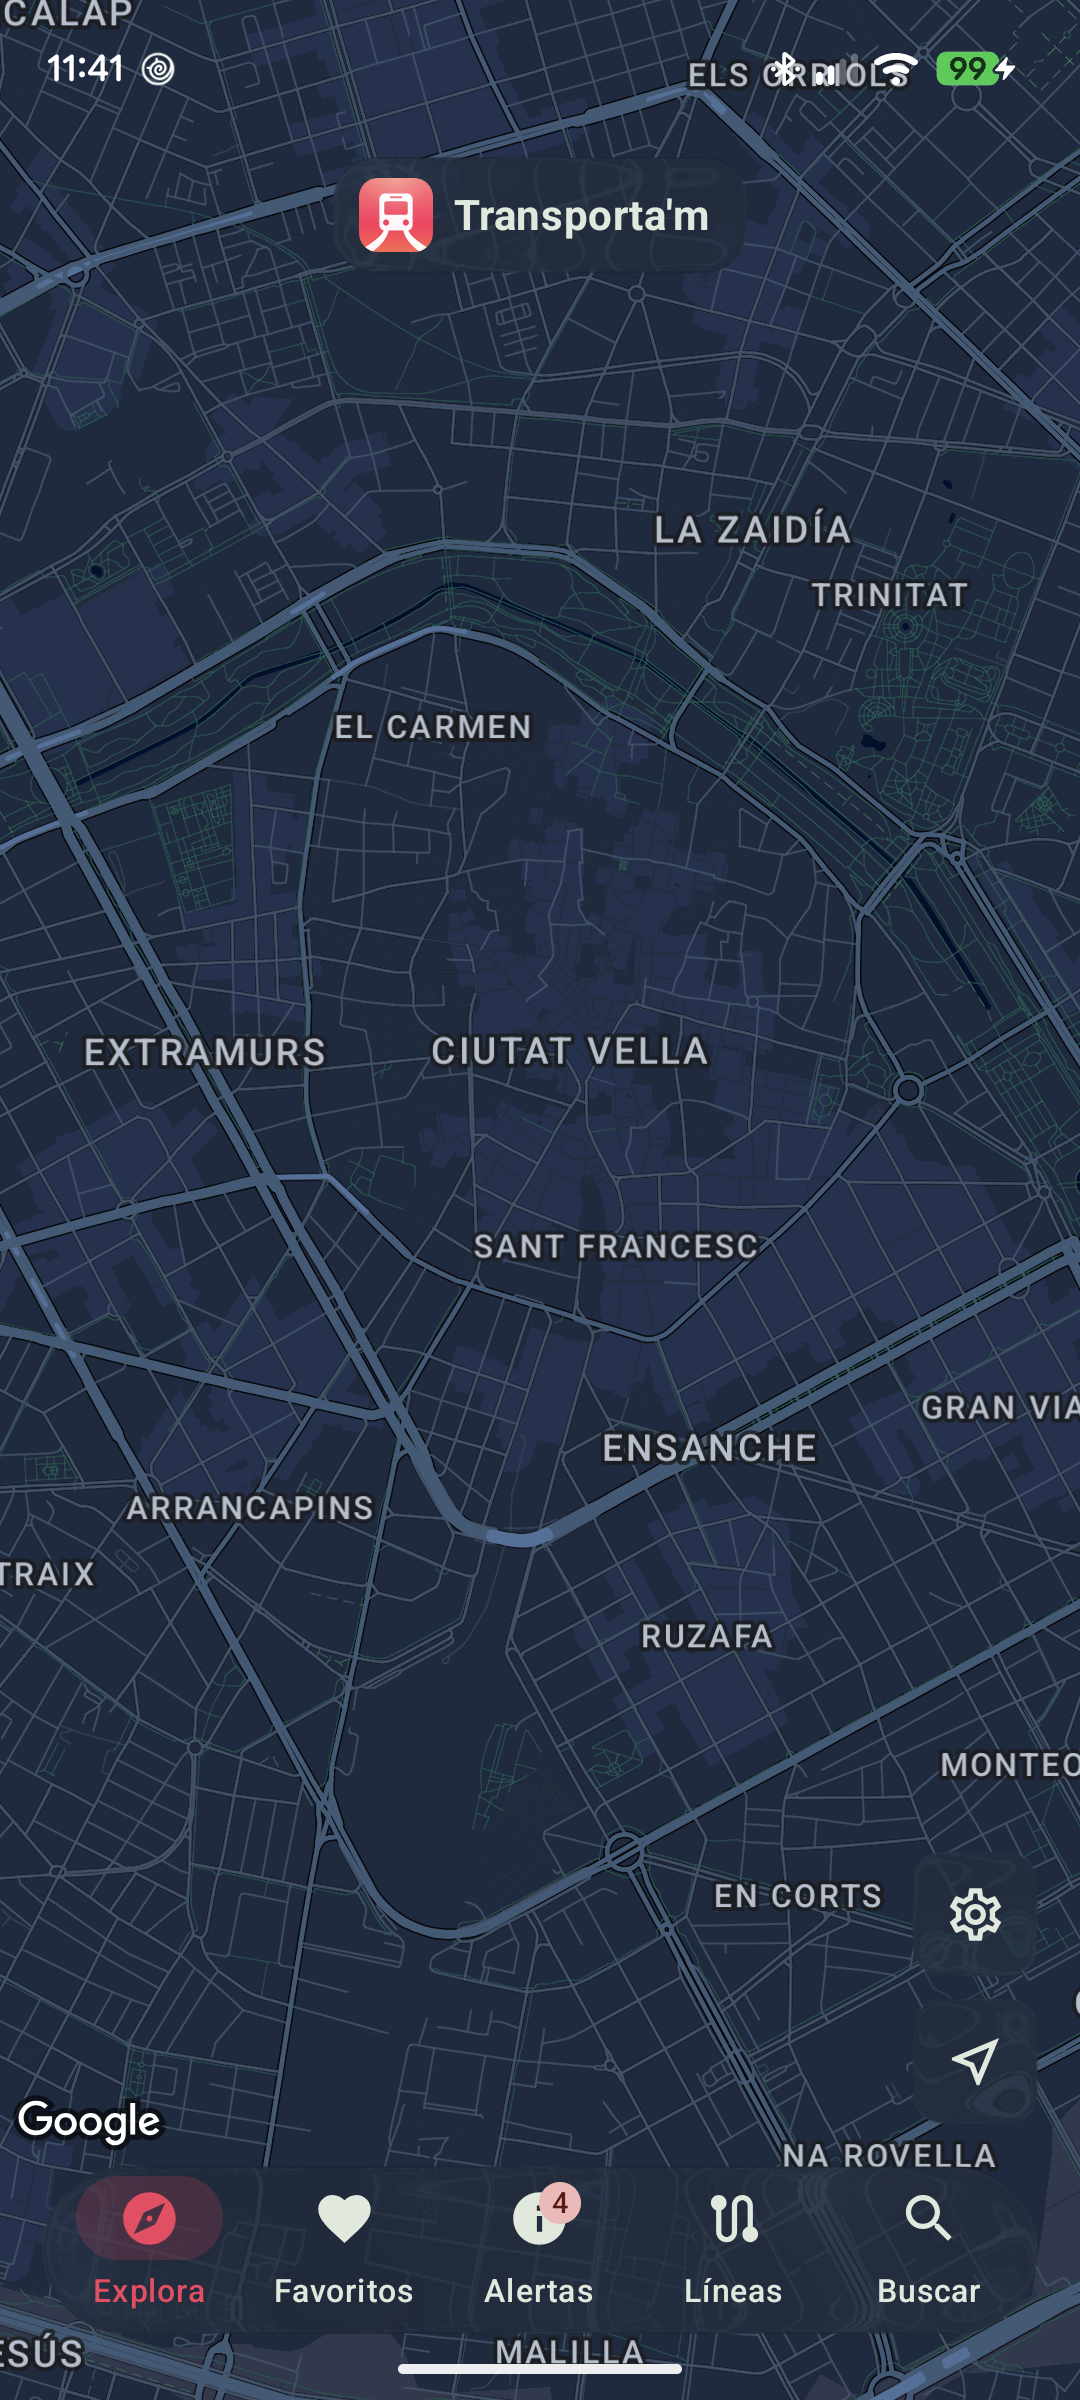 CALAP
11:41
99
ELS ORRIOLS
Transporta'm
LA ZAIDÍA
TRINITAT
EL CARMEN
EXTRAMURS
CIUTAT VELLA
SANT FRANCESC
GRAN VIA
ENSANCHE
ARRANCAPINS
TRAIX
RUZAFA
MONTEO
EN CORTS
Google
NA ROVELLA
4
Explora
Favoritos
Alertas
Líneas
Buscar
ESÚS
MALILLA